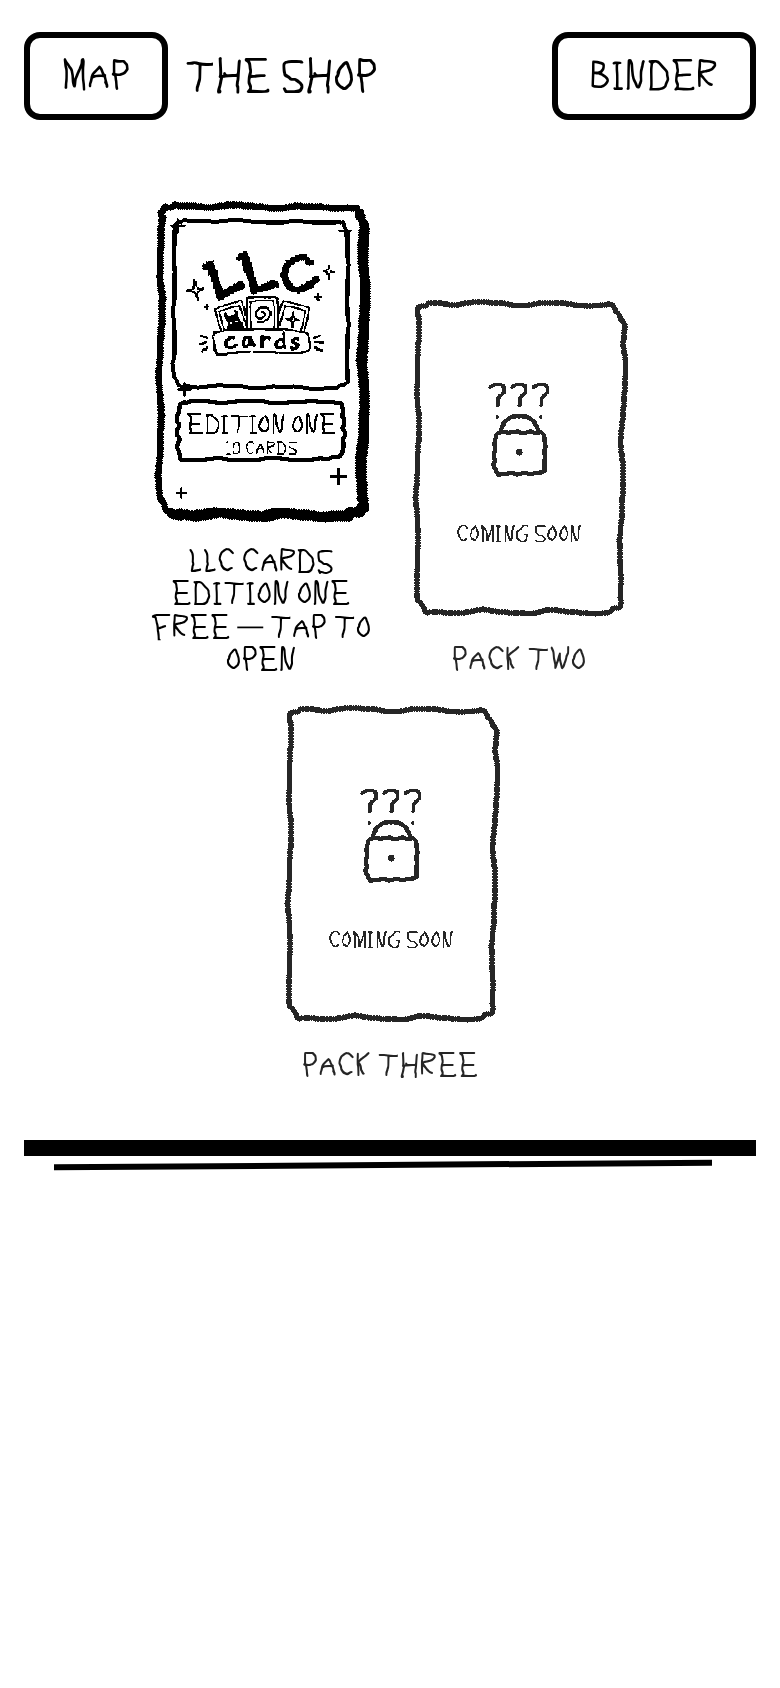 MAP
THE SHOP
BINDER
LLC
cards
EDITION ONE
10 CARDS
LLC CARDS
EDITION ONE
FREE — TAP TO
OPEN
???
COMING SOON
PACK TWO
???
COMING SOON
PACK THREE